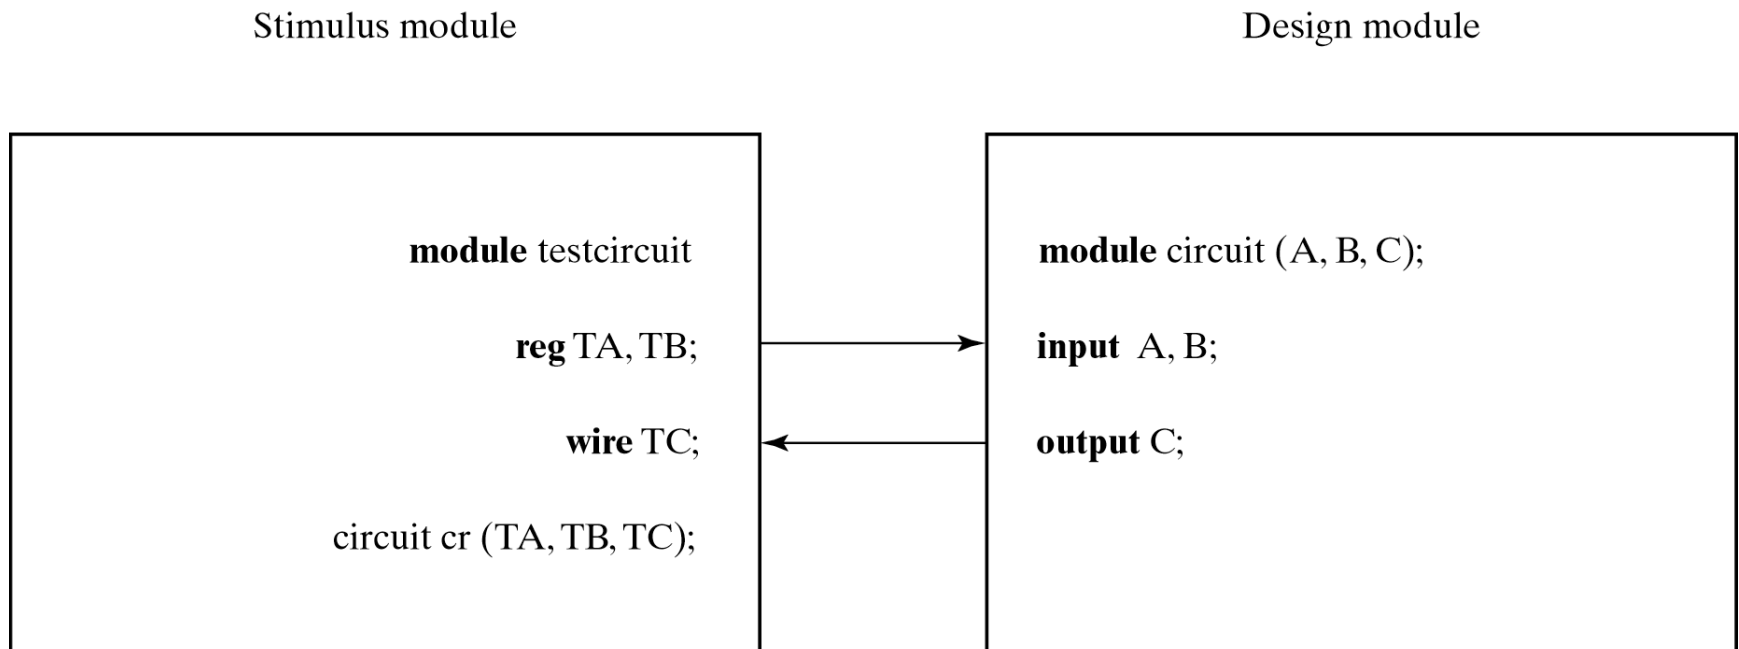 Stimulus module
Design module
module testcircuit
reg TA, TB;
wire TC;
circuit cr (TA, TB, TC);
module circuit (A, B, C);
input A, B;
output C;